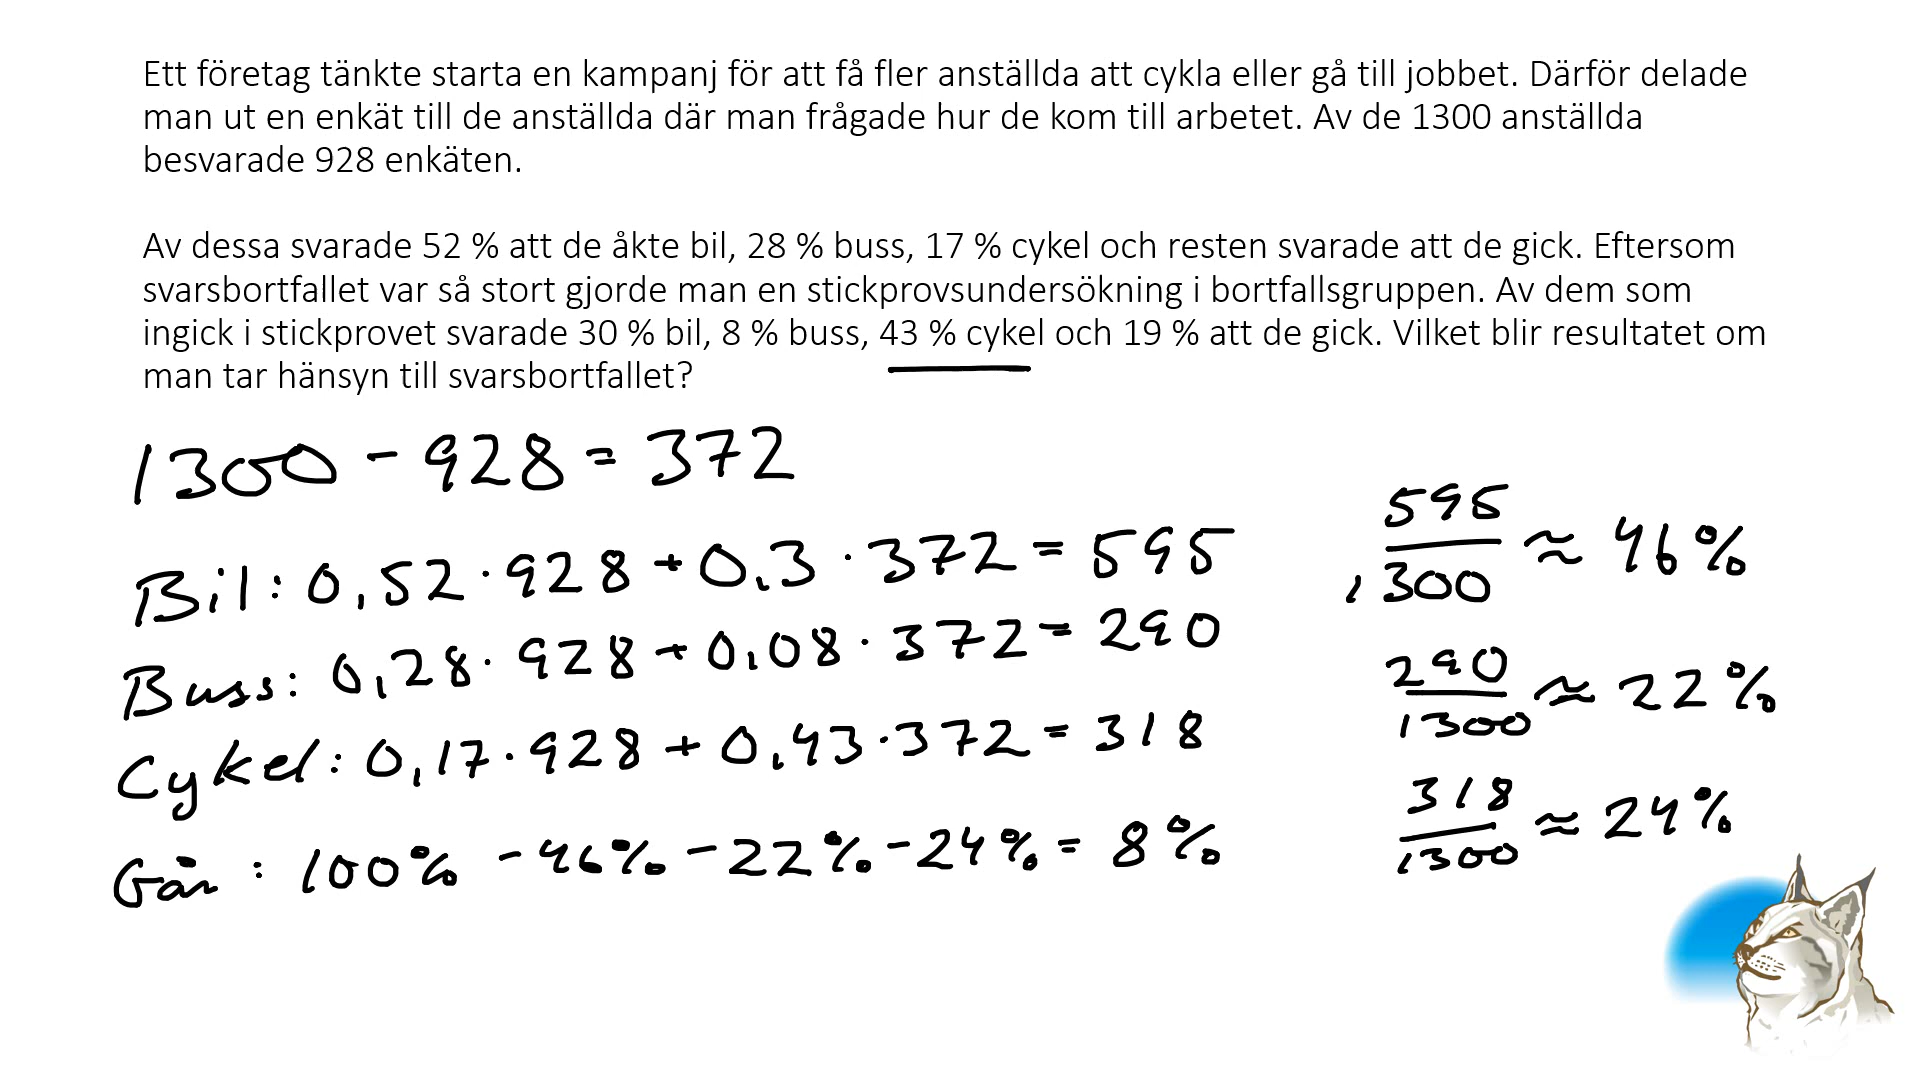 Ett företag tänkte starta en kampanj för att få fler anställda att cykla eller gå till jobbet. Därför delade
man ut en enkät till de anställda där man frågade hur de kom till arbetet. Av de 1300 anställda
besvarade 928 enkäten.
Av dessa svarade 52 % att de åkte bil, 28 % buss, 17 % cykel och resten svarade att de gick. Eftersom
svarsbortfallet var så stort gjorde man en stickprovsundersökning i bortfallsgruppen. Av dem som
ingick i stickprovet svarade 30 % bil, 8 % buss, 43 % cykel och 19 % att de gick. Vilket blir resultatet om
man tar hänsyn till svarsbortfallet?
1300 - 928 = 372
Bil: 0,52 · 928 + 0,3 · 372 = 595
Buss: 0,28 · 928 + 0,08 · 372 = 290
Cykel: 0,17 · 928 + 0,43 · 372 = 318
Går : 100% - 46% - 22% - 24% = 8%
595
1300 ≈ 46%
290
1300 ≈ 22%
318
1300 ≈ 24%